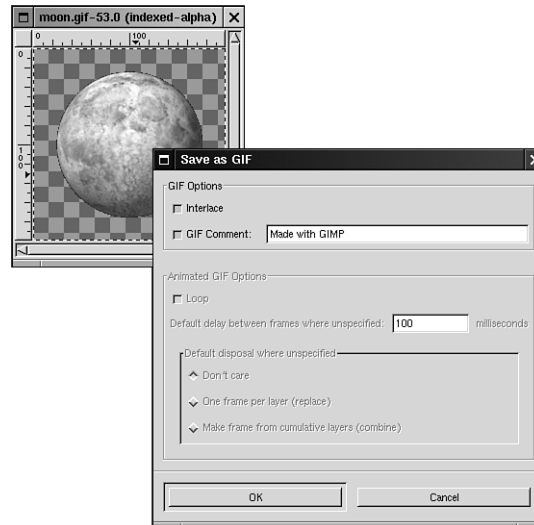 moon.gif-53.0 (indexed-alpha)
0 100
0
100
Save as GIF
GIF Options
Interlace
GIF Comment: Made with GIMP
Animated GIF Options
Loop
Default delay between frames where unspecified: 100 milliseconds
Default disposal where unspecified
Don't care
One frame per layer (replace)
Make frame from cumulative layers (combine)
OK Cancel